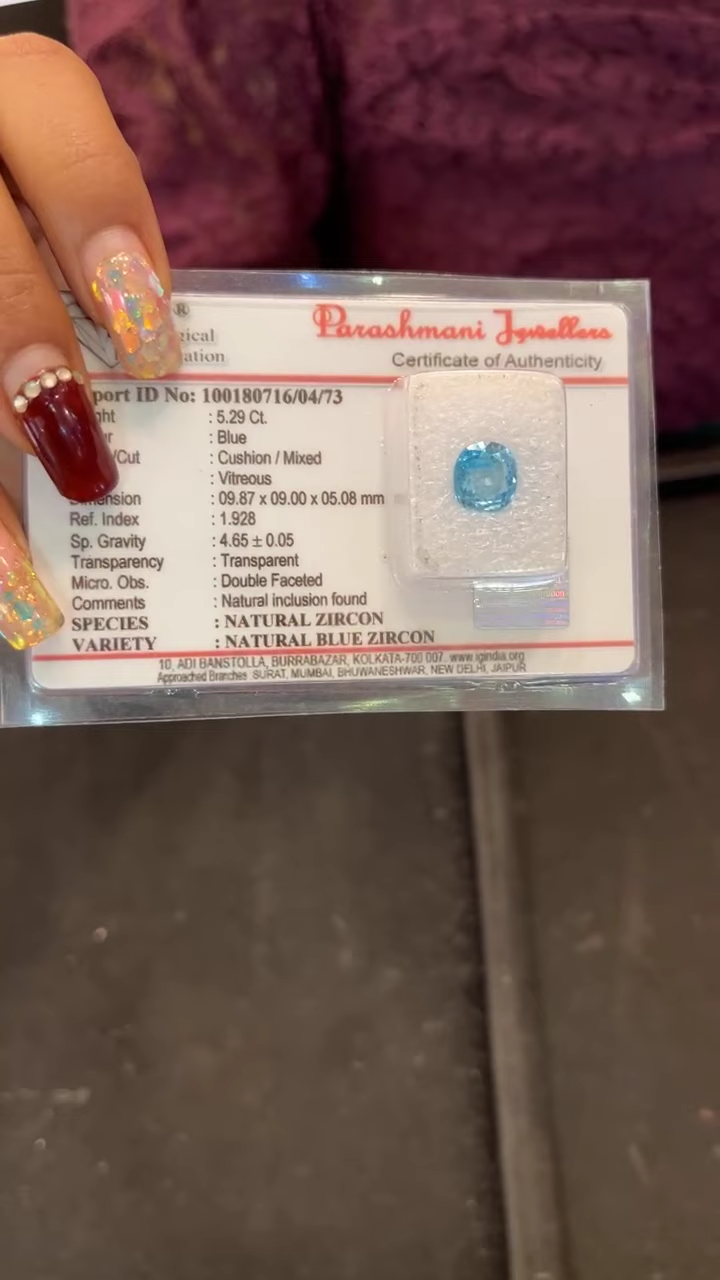 ®
Parashmani Jewellers
Certificate of Authenticity
port ID No: 100180716/04/73
ht : 5.29 Ct.
r : Blue
/Cut : Cushion / Mixed
: Vitreous
mension : 09.87 x 09.00 x 05.08 mm
Ref. Index : 1.928
Sp. Gravity : 4.65 ± 0.05
Transparency : Transparent
Micro. Obs. : Double Faceted
Comments : Natural inclusion found
SPECIES : NATURAL ZIRCON
VARIETY : NATURAL BLUE ZIRCON
10, ADI BANSTOLLA, BURRABAZAR, KOLKATA-700 007. www.igindia.org
Approached Branches SURAT, MUMBAI, BHUWANESHWAR, NEW DELHI, JAIPUR